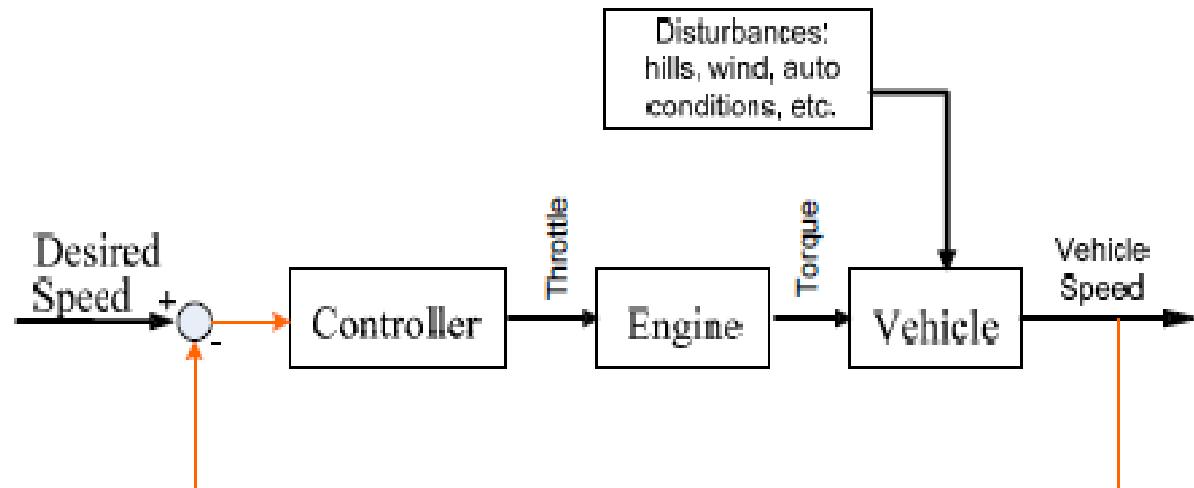 Disturbances:
hills, wind, auto
conditions, etc.
Desired
Speed
+
-
Controller
Throttle
Engine
Torque
Vehicle
Vehicle
Speed